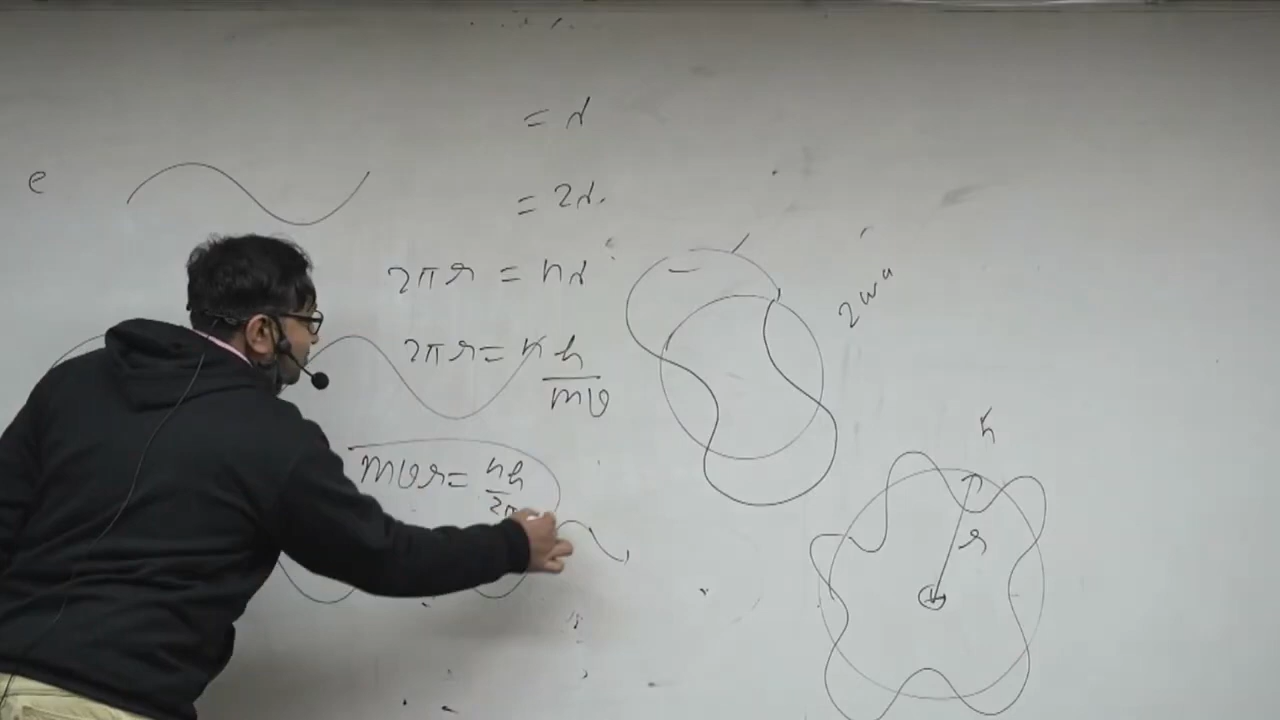 = λ
e
= 2λ.
2πr = nλ
2πr = n h / mv
mvr = nh / 2π
n
r